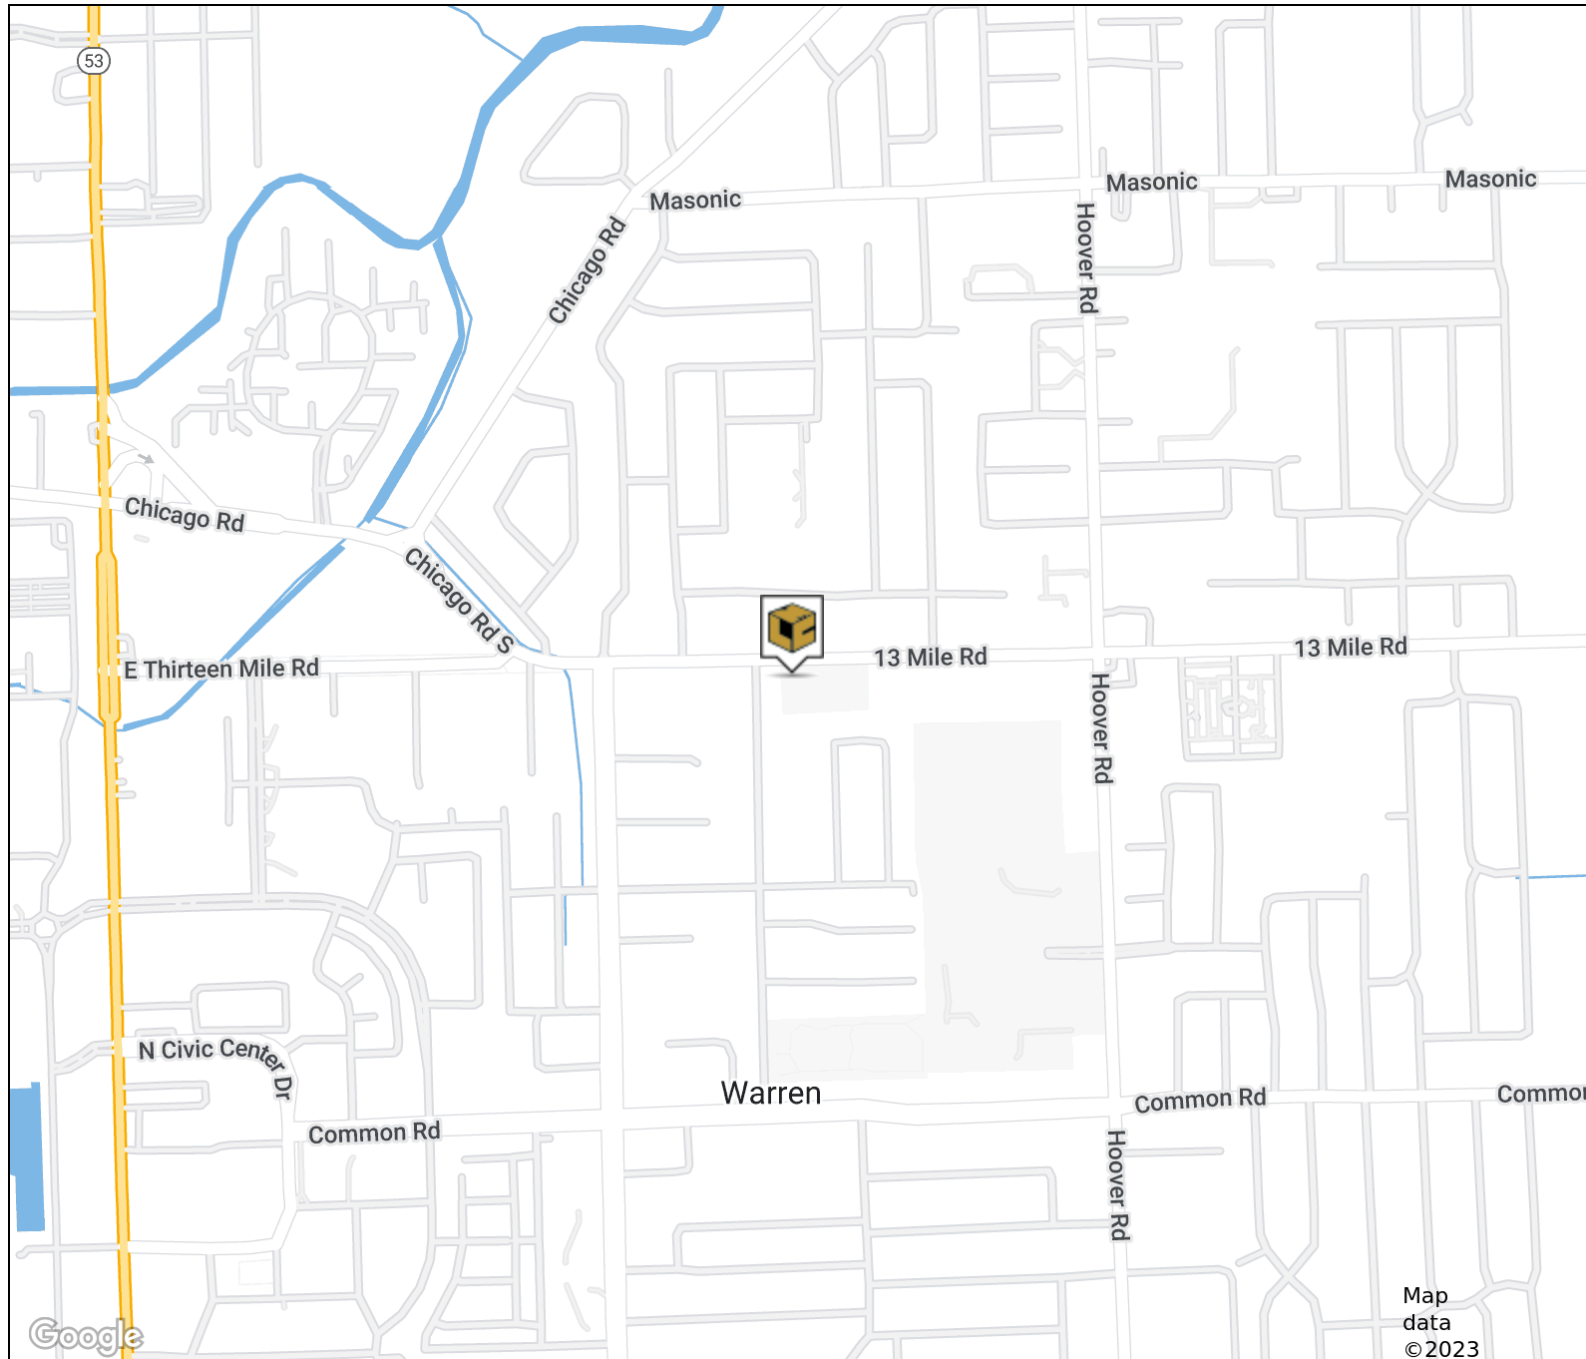 53
Masonic
Masonic
Masonic
Chicago Rd
Hoover Rd
Chicago Rd
Chicago Rd S
E Thirteen Mile Rd
13 Mile Rd
13 Mile Rd
Hoover Rd
N Civic Center Dr
Warren
Common Rd
Common Rd
Common
Hoover Rd
Google
Map
data
©2023